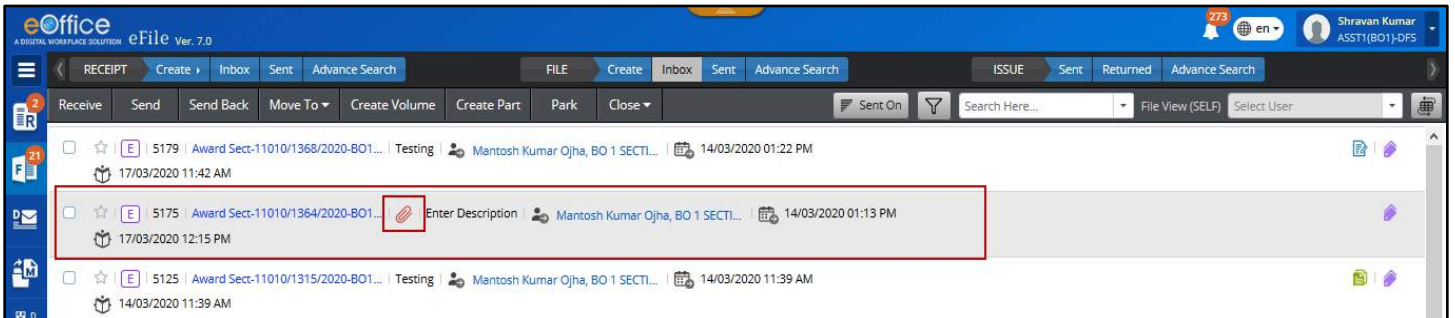 eOffice
A DIGITAL WORKPLACE SOLUTION eFile Ver. 7.0
273
en
Shravan Kumar
ASST1(BO1)-DFS
RECEIPT Create Inbox Sent Advance Search FILE Create Inbox Sent Advance Search ISSUE Sent Returned Advance Search
2
R
Receive Send Send Back Move To Create Volume Create Part Park Close Sent On Search Here... File View (SELF) Select User
E 5179 Award Sect-11010/1368/2020-BO1... Testing Mantosh Kumar Ojha, BO 1 SECTI... 14/03/2020 01:22 PM
17/03/2020 11:42 AM
21
F
E 5175 Award Sect-11010/1364/2020-BO1... Enter Description Mantosh Kumar Ojha, BO 1 SECTI... 14/03/2020 01:13 PM
17/03/2020 12:15 PM
D
M
E 5125 Award Sect-11010/1315/2020-BO1... Testing Mantosh Kumar Ojha, BO 1 SECTI... 14/03/2020 11:39 AM
14/03/2020 11:39 AM